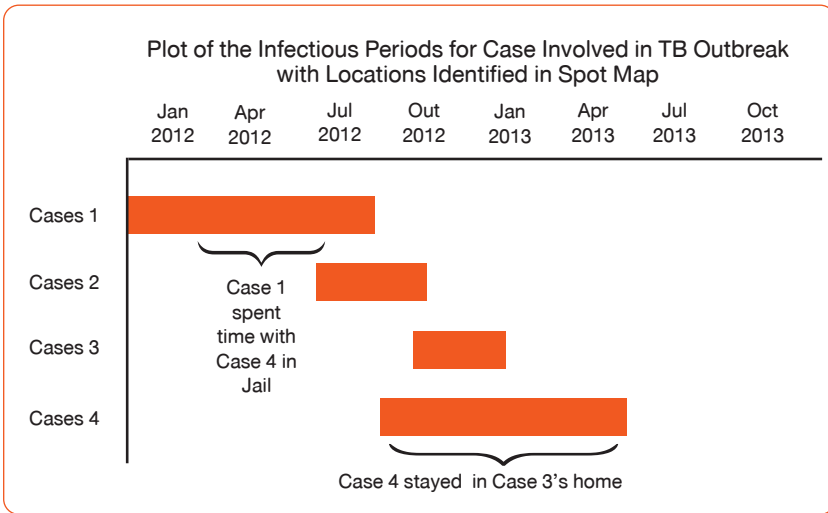 Plot of the Infectious Periods for Case Involved in TB Outbreak
with Locations Identified in Spot Map
Jan
2012
Apr
2012
Jul
2012
Out
2012
Jan
2013
Apr
2013
Jul
2013
Oct
2013
Cases 1
Case 1
spent
time with
Case 4 in
Jail
Cases 2
Cases 3
Cases 4
Case 4 stayed in Case 3's home